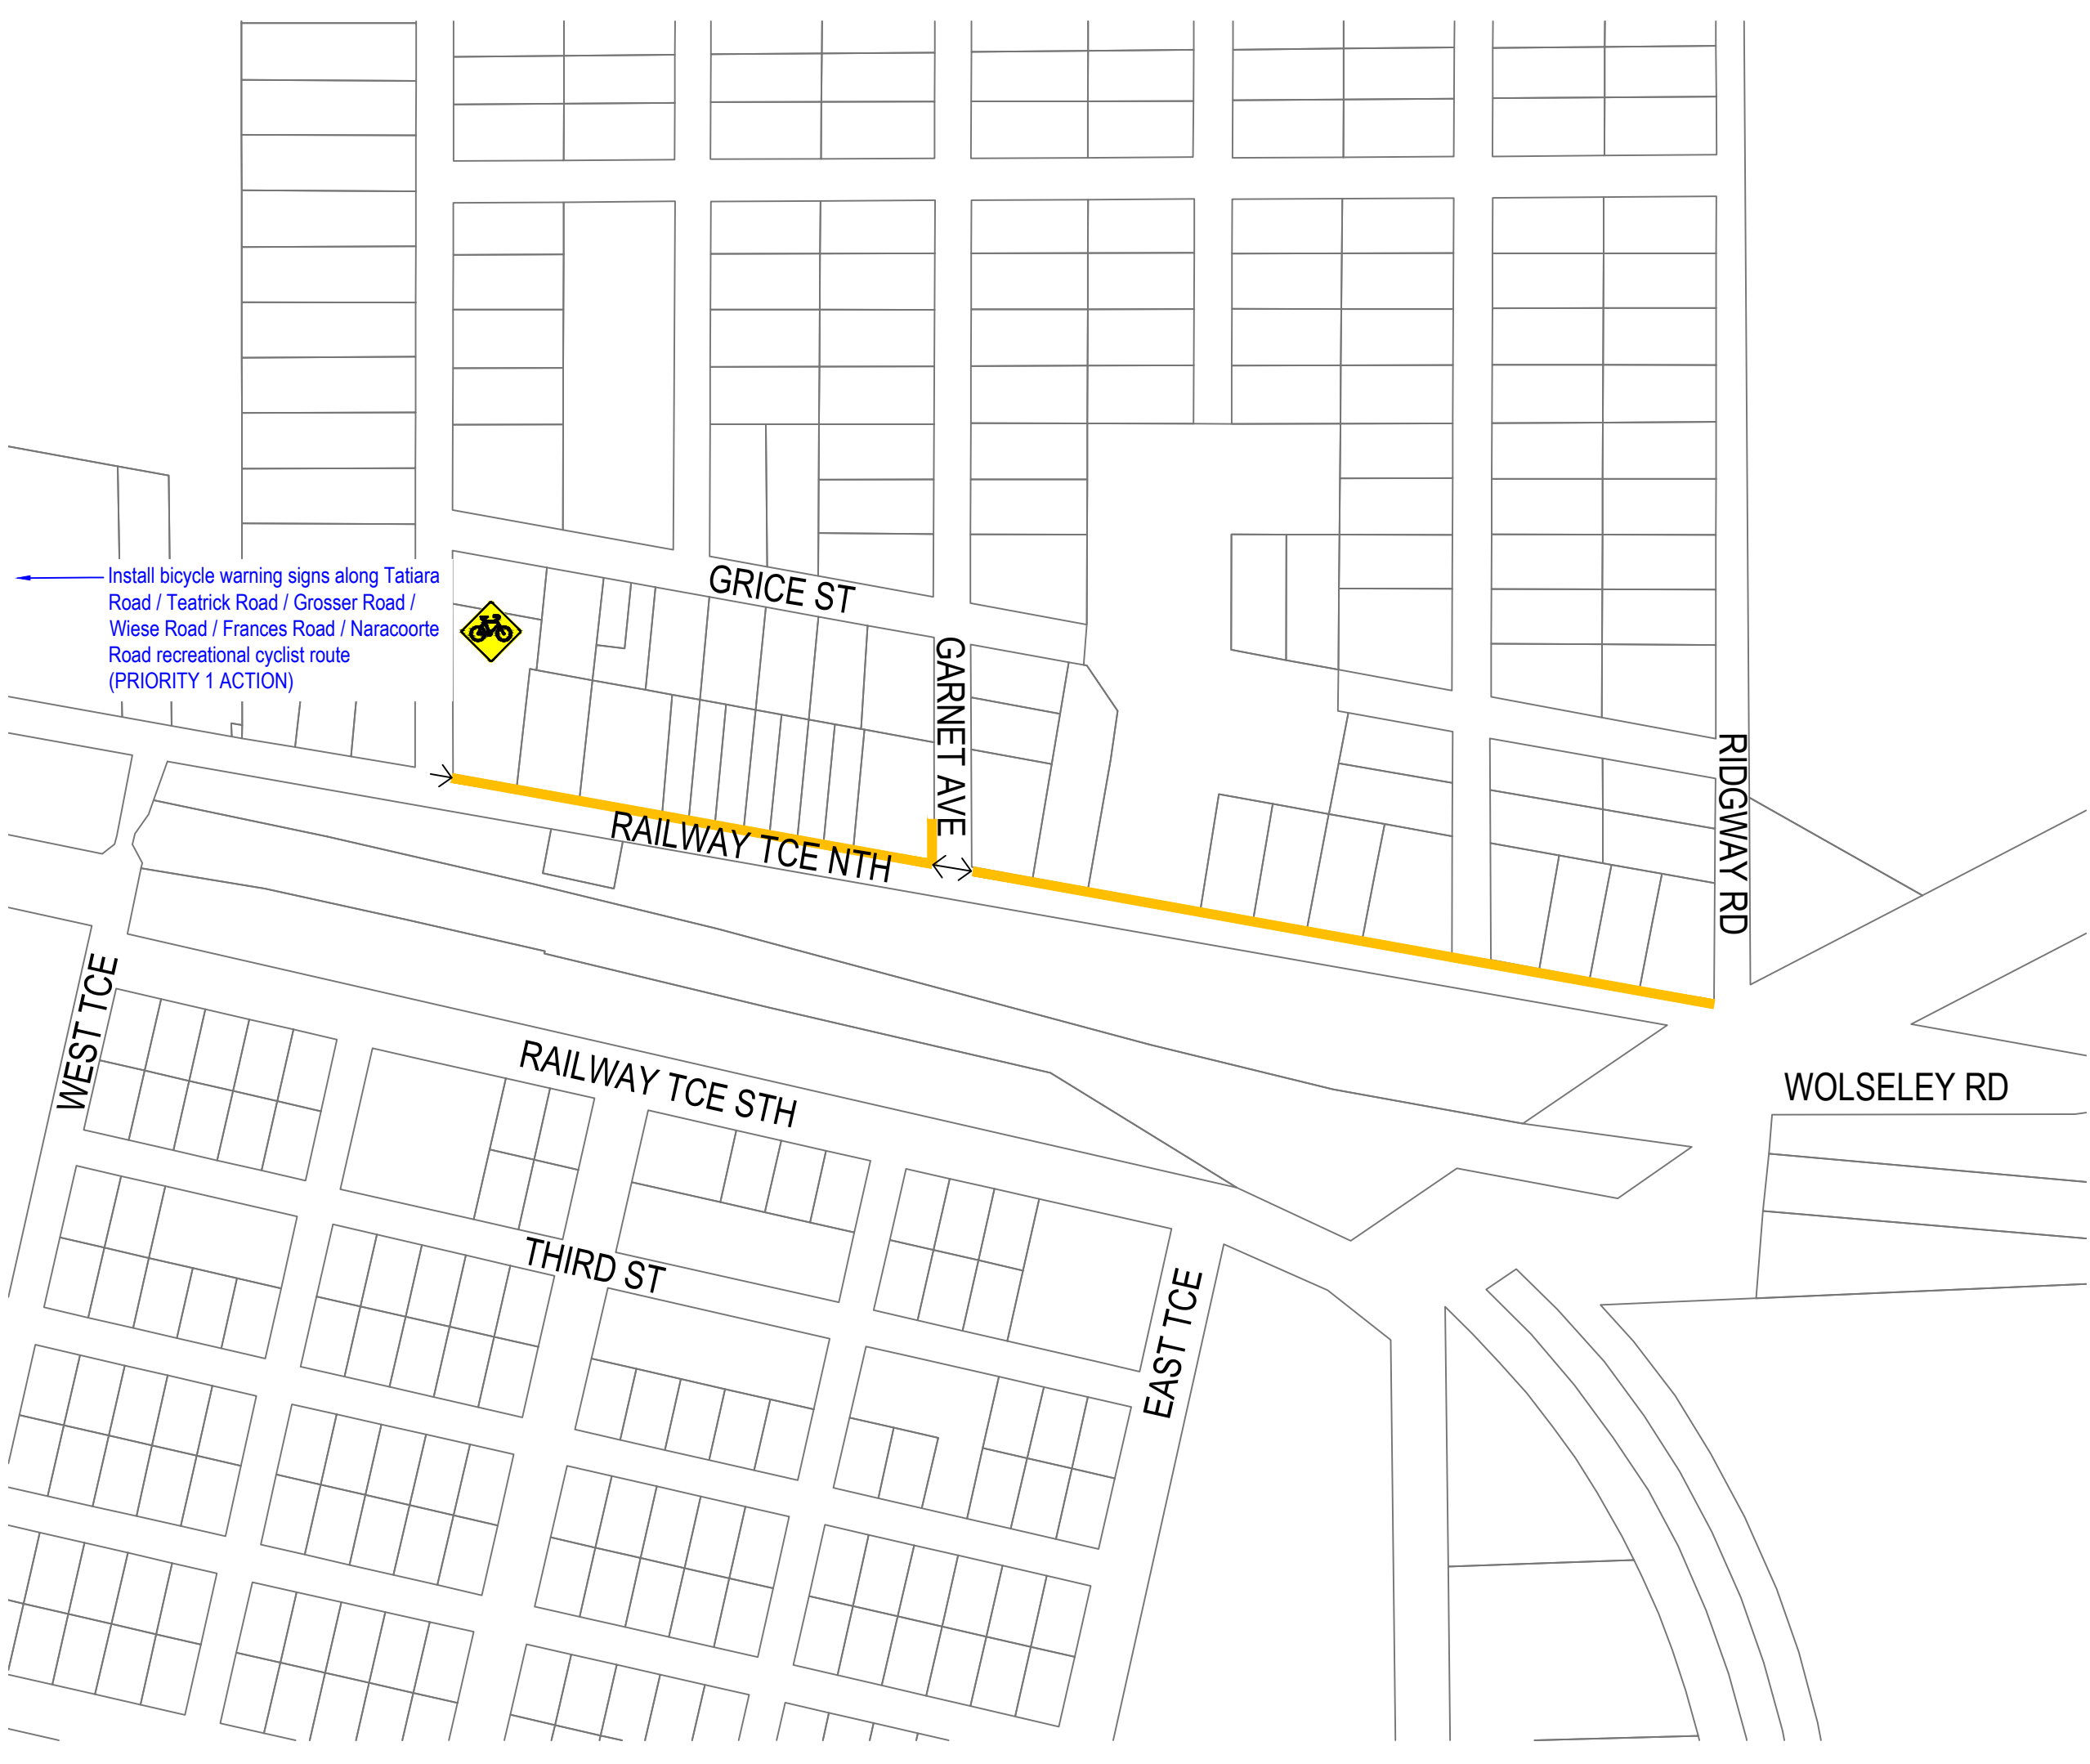 Install bicycle warning signs along Tatiara
Road / Teatrick Road / Grosser Road /
Wiese Road / Frances Road / Naracoorte
Road recreational cyclist route
(PRIORITY 1 ACTION)
GRICE ST
GARNET AVE
RIDGWAY RD
RAILWAY TCE NTH
WEST TCE
RAILWAY TCE STH
WOLSELEY RD
THIRD ST
EAST TCE